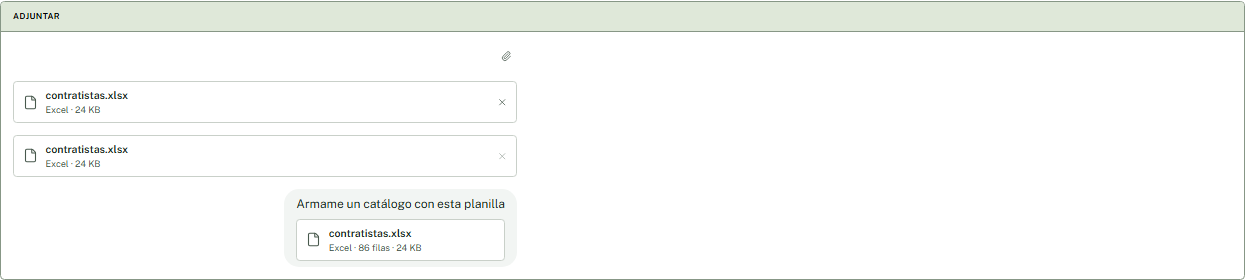 ADJUNTAR
contratistas.xlsx
Excel · 24 KB
contratistas.xlsx
Excel · 24 KB
Armame un catálogo con esta planilla
contratistas.xlsx
Excel · 86 filas · 24 KB